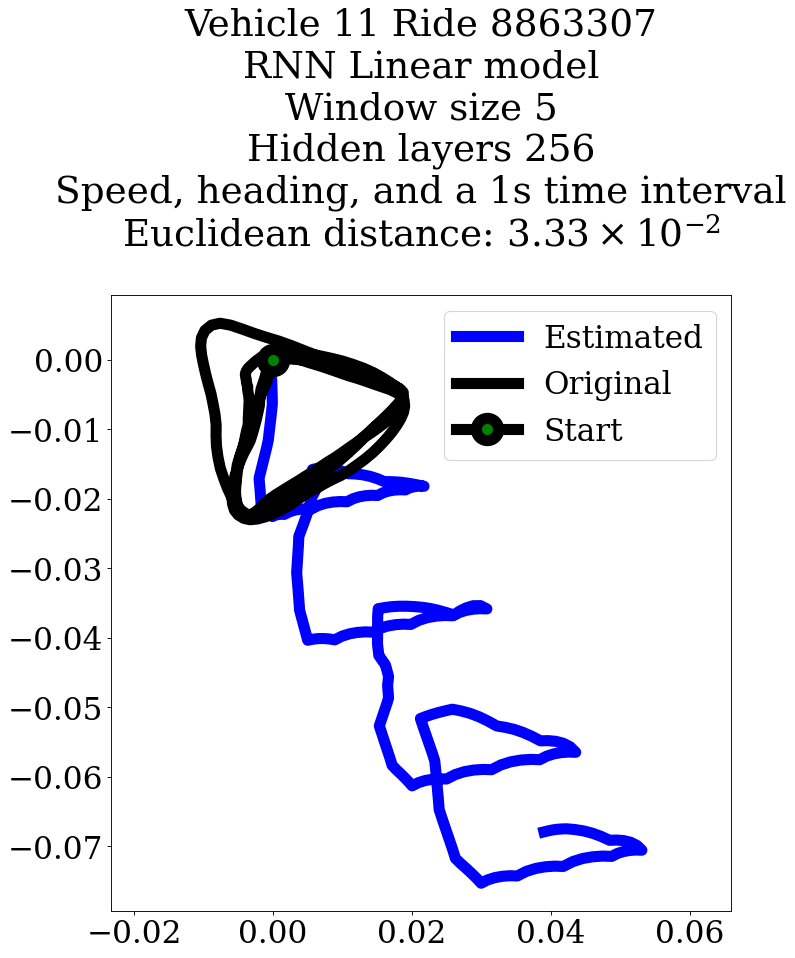 Vehicle 11 Ride 8863307
RNN Linear model
Window size 5
Hidden layers 256
Speed, heading, and a 1s time interval
Euclidean distance: 3.33 × 10⁻²
Estimated
Original
Start
0.00
−0.01
−0.02
−0.03
−0.04
−0.05
−0.06
−0.07
−0.02 0.00 0.02 0.04 0.06